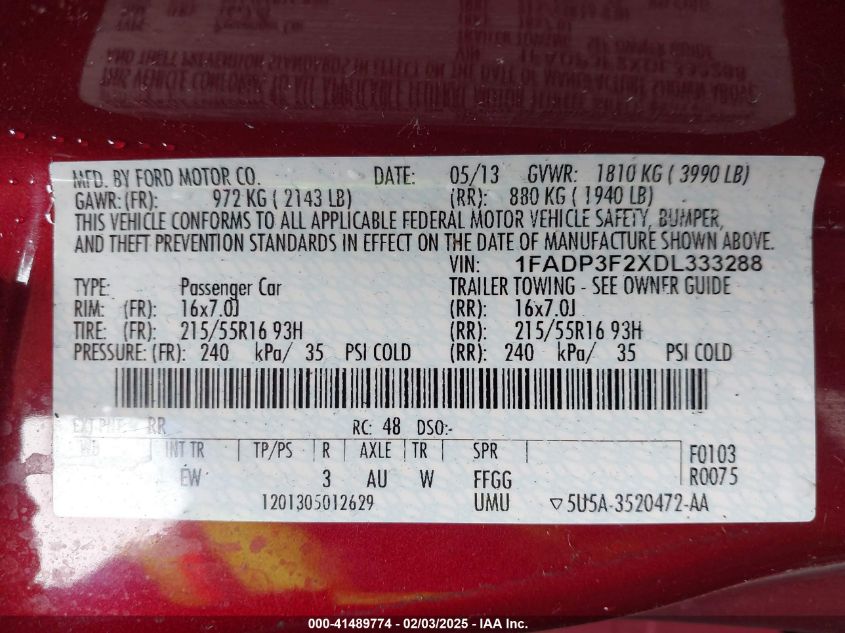 MFD. BY FORD MOTOR CO. DATE: 05/13 GVWR: 1810 KG ( 3990 LB)
GAWR:(FR): 972 KG ( 2143 LB) (RR): 880 KG ( 1940 LB)
THIS VEHICLE CONFORMS TO ALL APPLICABLE FEDERAL MOTOR VEHICLE SAFETY, BUMPER,
AND THEFT PREVENTION STANDARDS IN EFFECT ON THE DATE OF MANUFACTURE SHOWN ABOVE.
VIN: 1FADP3F2XDL333288
TYPE: Passenger Car TRAILER TOWING - SEE OWNER GUIDE
RIM: (FR): 16x7.0J (RR): 16x7.0J
TIRE: (FR): 215/55R16 93H (RR): 215/55R16 93H
PRESSURE: (FR): 240 kPa/ 35 PSI COLD (RR): 240 kPa/ 35 PSI COLD
EXT PNT: RR RC: 48 DSO:-
WB INT TR TP/PS R AXLE TR SPR F0103
EW 3 AU W FFGG R0075
1201305012629 UMU ▽5U5A-3520472-AA
000-41489774 - 02/03/2025 - IAA Inc.